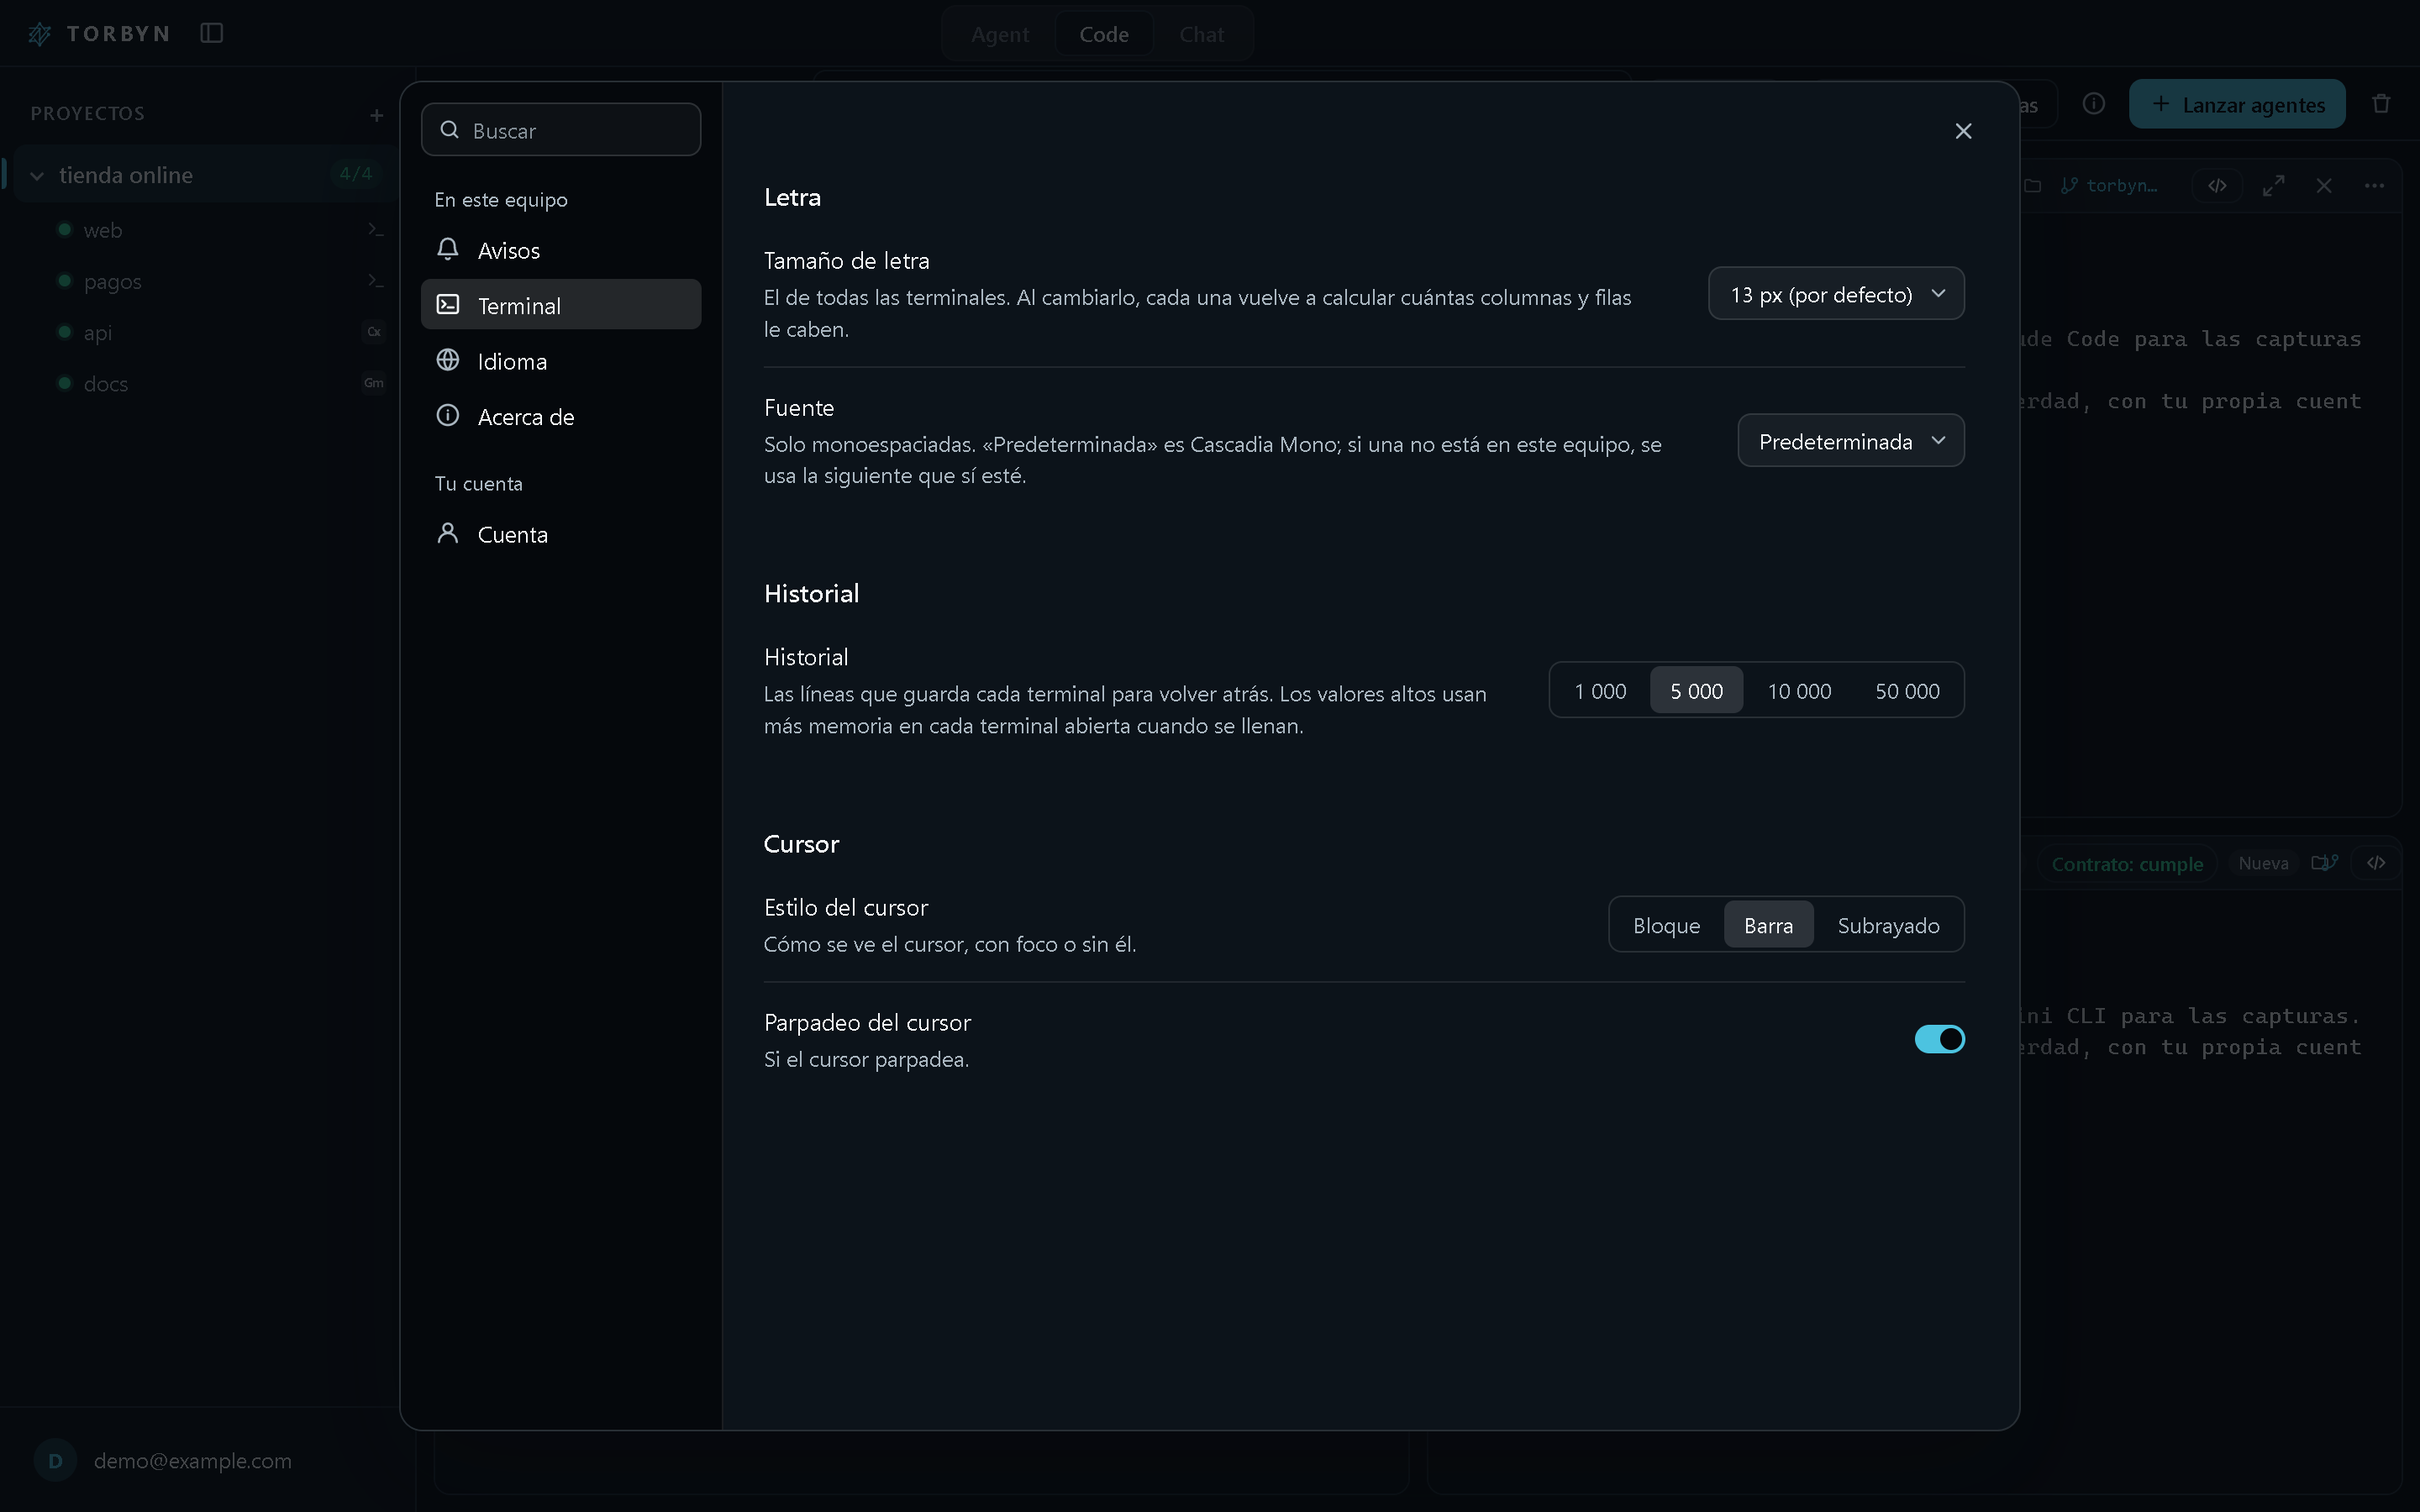 TORBYN
Agent
Code
Chat
PROYECTOS
+
tienda online
4/4
web
pagos
api
Cx
docs
Gm
demo@example.com
D
Buscar
En este equipo
Avisos
Terminal
Idioma
Acerca de
Tu cuenta
Cuenta
Letra
Tamaño de letra
El de todas las terminales. Al cambiarlo, cada una vuelve a calcular cuántas columnas y filas
le caben.
13 px (por defecto)
Fuente
Solo monoespaciadas. «Predeterminada» es Cascadia Mono; si una no está en este equipo, se
usa la siguiente que sí esté.
Predeterminada
Historial
Historial
Las líneas que guarda cada terminal para volver atrás. Los valores altos usan
más memoria en cada terminal abierta cuando se llenan.
1 000
5 000
10 000
50 000
Cursor
Estilo del cursor
Cómo se ve el cursor, con foco o sin él.
Bloque
Barra
Subrayado
Parpadeo del cursor
Si el cursor parpadea.
as
+ Lanzar agentes
torbyn…
Code para las capturas
con tu propia cuent
Contrato: cumple
Nueva
CLI para las capturas.
con tu propia cuent